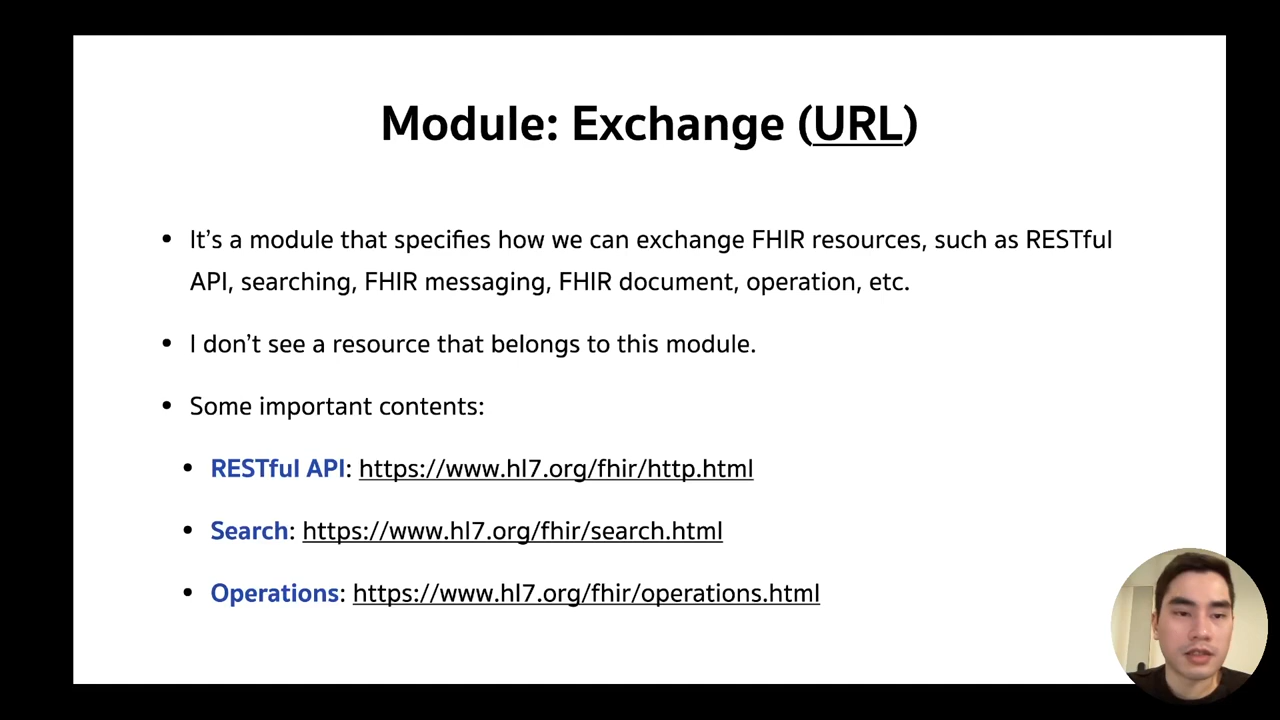 Module: Exchange (URL)
• It’s a module that specifies how we can exchange FHIR resources, such as RESTful
API, searching, FHIR messaging, FHIR document, operation, etc.
• I don’t see a resource that belongs to this module.
• Some important contents:
• RESTful API: https://www.hl7.org/fhir/http.html
• Search: https://www.hl7.org/fhir/search.html
• Operations: https://www.hl7.org/fhir/operations.html